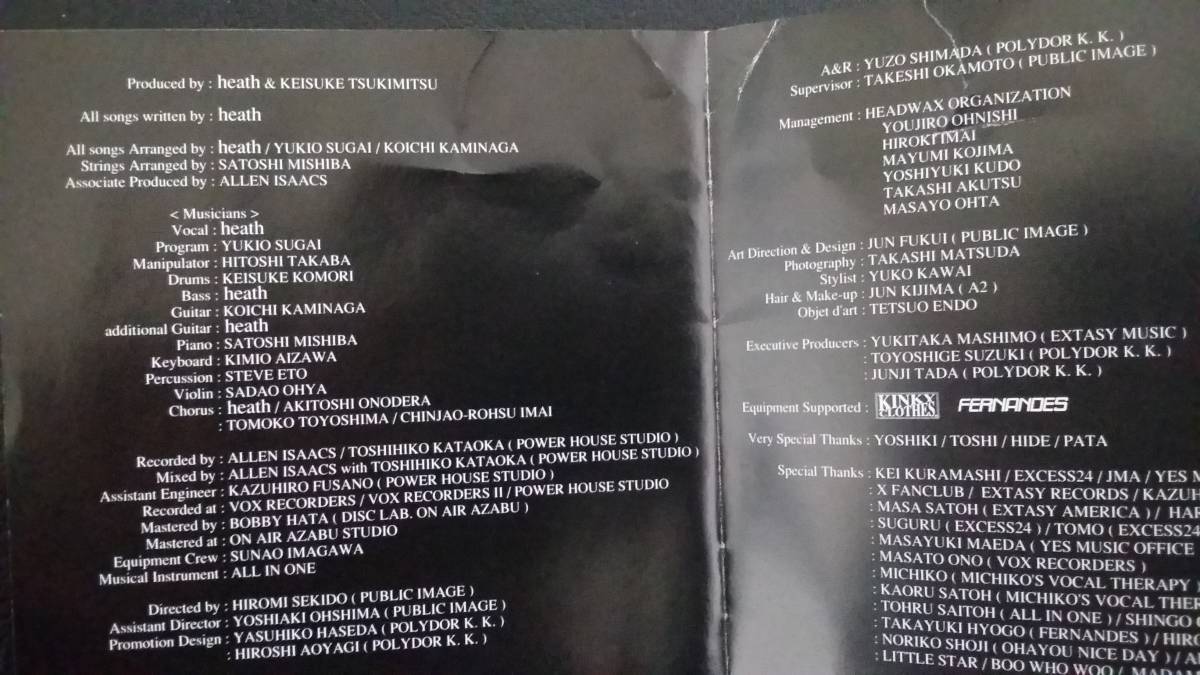 Produced by : heath & KEISUKE TSUKIMITSU
All songs written by : heath
All songs Arranged by : heath / YUKIO SUGAI / KOICHI KAMINAGA
Strings Arranged by : SATOSHI MISHIBA
Associate Produced by : ALLEN ISAACS
< Musicians >
Vocal : heath
Program : YUKIO SUGAI
Manipulator : HITOSHI TAKABA
Drums : KEISUKE KOMORI
Bass : heath
Guitar : KOICHI KAMINAGA
additional Guitar : heath
Piano : SATOSHI MISHIBA
Keyboard : KIMIO AIZAWA
Percussion : STEVE ETO
Violin : SADAO OHYA
Chorus : heath / AKITOSHI ONODERA
: TOMOKO TOYOSHIMA / CHINJAO-ROHSU IMAI
Recorded by : ALLEN ISAACS / TOSHIHIKO KATAOKA ( POWER HOUSE STUDIO )
Mixed by : ALLEN ISAACS with TOSHIHIKO KATAOKA ( POWER HOUSE STUDIO )
Assistant Engineer : KAZUHIRO FUSANO ( POWER HOUSE STUDIO )
Recorded at : VOX RECORDERS / VOX RECORDERS II / POWER HOUSE STUDIO
Mastered by : BOBBY HATA ( DISC LAB. ON AIR AZABU )
Mastered at : ON AIR AZABU STUDIO
Equipment Crew : SUNAO IMAGAWA
Musical Instrument : ALL IN ONE
Directed by : HIROMI SEKIDO ( PUBLIC IMAGE )
Assistant Director : YOSHIAKI OHSHIMA ( PUBLIC IMAGE )
Promotion Design : YASUHIKO HASEDA ( POLYDOR K. K. )
: HIROSHI AOYAGI ( POLYDOR K. K. )
A&R : YUZO SHIMADA ( POLYDOR K. K. )
Supervisor : TAKESHI OKAMOTO ( PUBLIC IMAGE )
Management : HEADWAX ORGANIZATION
YOUJIRO OHNISHI
HIROKI IMAI
MAYUMI KOJIMA
YOSHIYUKI KUDO
TAKASHI AKUTSU
MASAYO OHTA
Art Direction & Design : JUN FUKUI ( PUBLIC IMAGE )
Photography : TAKASHI MATSUDA
Stylist : YUKO KAWAI
Hair & Make-up : JUN KIJIMA ( A2 )
Objet d'art : TETSUO ENDO
Executive Producers : YUKITAKA MASHIMO ( EXTASY MUSIC )
: TOYOSHIGE SUZUKI ( POLYDOR K. K. )
: JUNJI TADA ( POLYDOR K. K. )
Equipment Supported : KINKX CLOTHES FERNANDES
Very Special Thanks : YOSHIKI / TOSHI / HIDE / PATA
Special Thanks : KEI KURAMASHI / EXCESS24 / JMA / YES
: X FANCLUB / EXTASY RECORDS /
: MASA SATOH ( EXTASY AMERICA ) /
: SUGURU ( EXCESS24 ) / TOMO ( EXCESS24
: MASAYUKI MAEDA ( YES MUSIC OFFICE
: MASATO ONO ( VOX RECORDERS )
: MICHIKO ( MICHIKO'S VOCAL THERAPY
: KAORU SATOH ( MICHIKO'S VOCAL
: TOHRU SAITOH ( ALL IN ONE ) / SHINGO
: TAKAYUKI HYOGO ( FERNANDES ) /
: NORIKO SHOJI ( OHAYOU NICE DAY ) /
: LITTLE STAR / BOO WHO WOO /